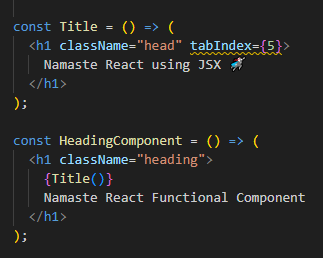 const Title = () => (
  <h1 className="head" tabIndex={5}>
    Namaste React using JSX 🚀
  </h1>
);

const HeadingComponent = () => (
  <h1 className="heading">
    {Title()}
    Namaste React Functional Component
  </h1>
);